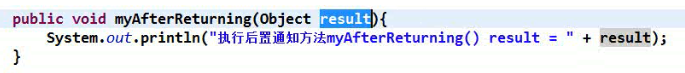 public void myAfterReturning(Object result){
    System.out.println("执行后置通知方法myAfterReturning() result = " + result);
}